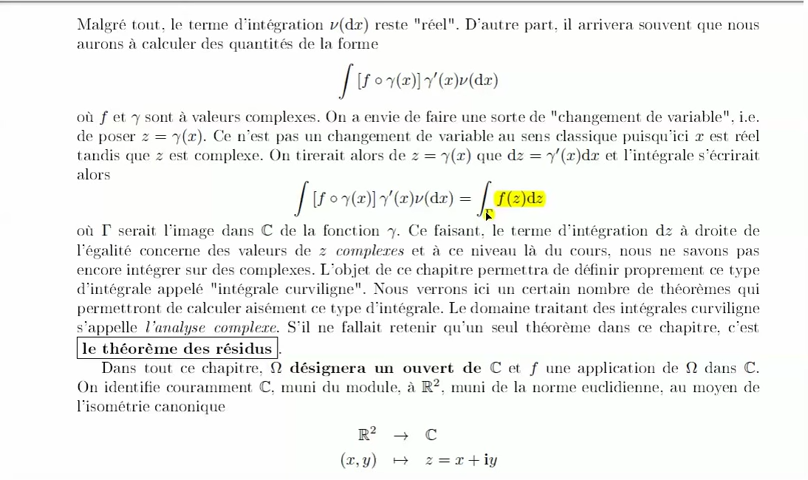 Malgré tout, le terme d'intégration ν(dx) reste "réel". D'autre part, il arrivera souvent que nous
aurons à calculer des quantités de la forme
∫ [f ∘ γ(x)] γ′(x)ν(dx)
où f et γ sont à valeurs complexes. On a envie de faire une sorte de "changement de variable", i.e.
de poser z = γ(x). Ce n'est pas un changement de variable au sens classique puisqu'ici x est réel
tandis que z est complexe. On tirerait alors de z = γ(x) que dz = γ′(x)dx et l'intégrale s'écrirait
alors
∫ [f ∘ γ(x)] γ′(x)ν(dx) = ∫_Γ f(z)dz
où Γ serait l'image dans ℂ de la fonction γ. Ce faisant, le terme d'intégration dz à droite de
l'égalité concerne des valeurs de z complexes et à ce niveau là du cours, nous ne savons pas
encore intégrer sur des complexes. L'objet de ce chapitre permettra de définir proprement ce type
d'intégrale appelé "intégrale curviligne". Nous verrons ici un certain nombre de théorèmes qui
permettront de calculer aisément ce type d'intégrale. Le domaine traitant des intégrales curviligne
s'appelle l'analyse complexe. S'il ne fallait retenir qu'un seul théorème dans ce chapitre, c'est
le théorème des résidus.
Dans tout ce chapitre, Ω désignera un ouvert de ℂ et f une application de Ω dans ℂ.
On identifie couramment ℂ, muni du module, à ℝ², muni de la norme euclidienne, au moyen de
l'isométrie canonique
ℝ² → ℂ
(x, y) ↦ z = x + iy